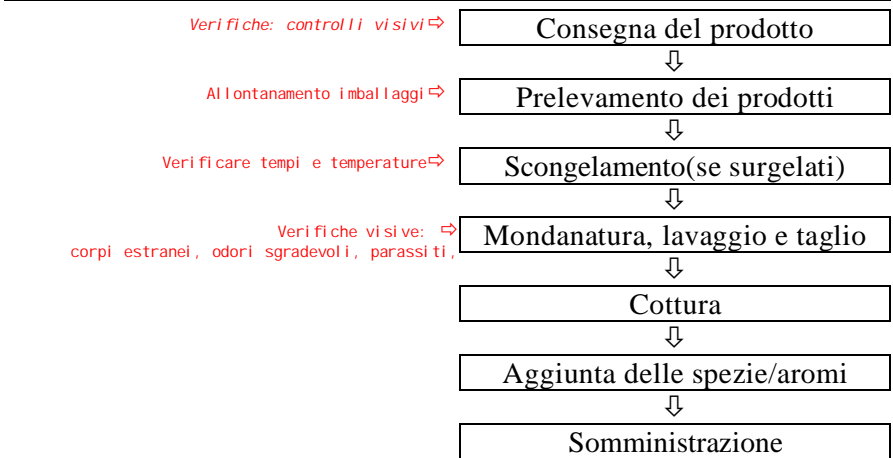 Verifiche: controlli visivi⇨ Consegna del prodotto
⇩
Allontanamento imballaggi⇨ Prelevamento dei prodotti
⇩
Verificare tempi e temperature⇨ Scongelamento(se surgelati)
⇩
Verifiche visive: ⇨ Mondanatura, lavaggio e taglio
corpi estranei, odori sgradevoli, parassiti,
⇩
Cottura
⇩
Aggiunta delle spezie/aromi
⇩
Somministrazione